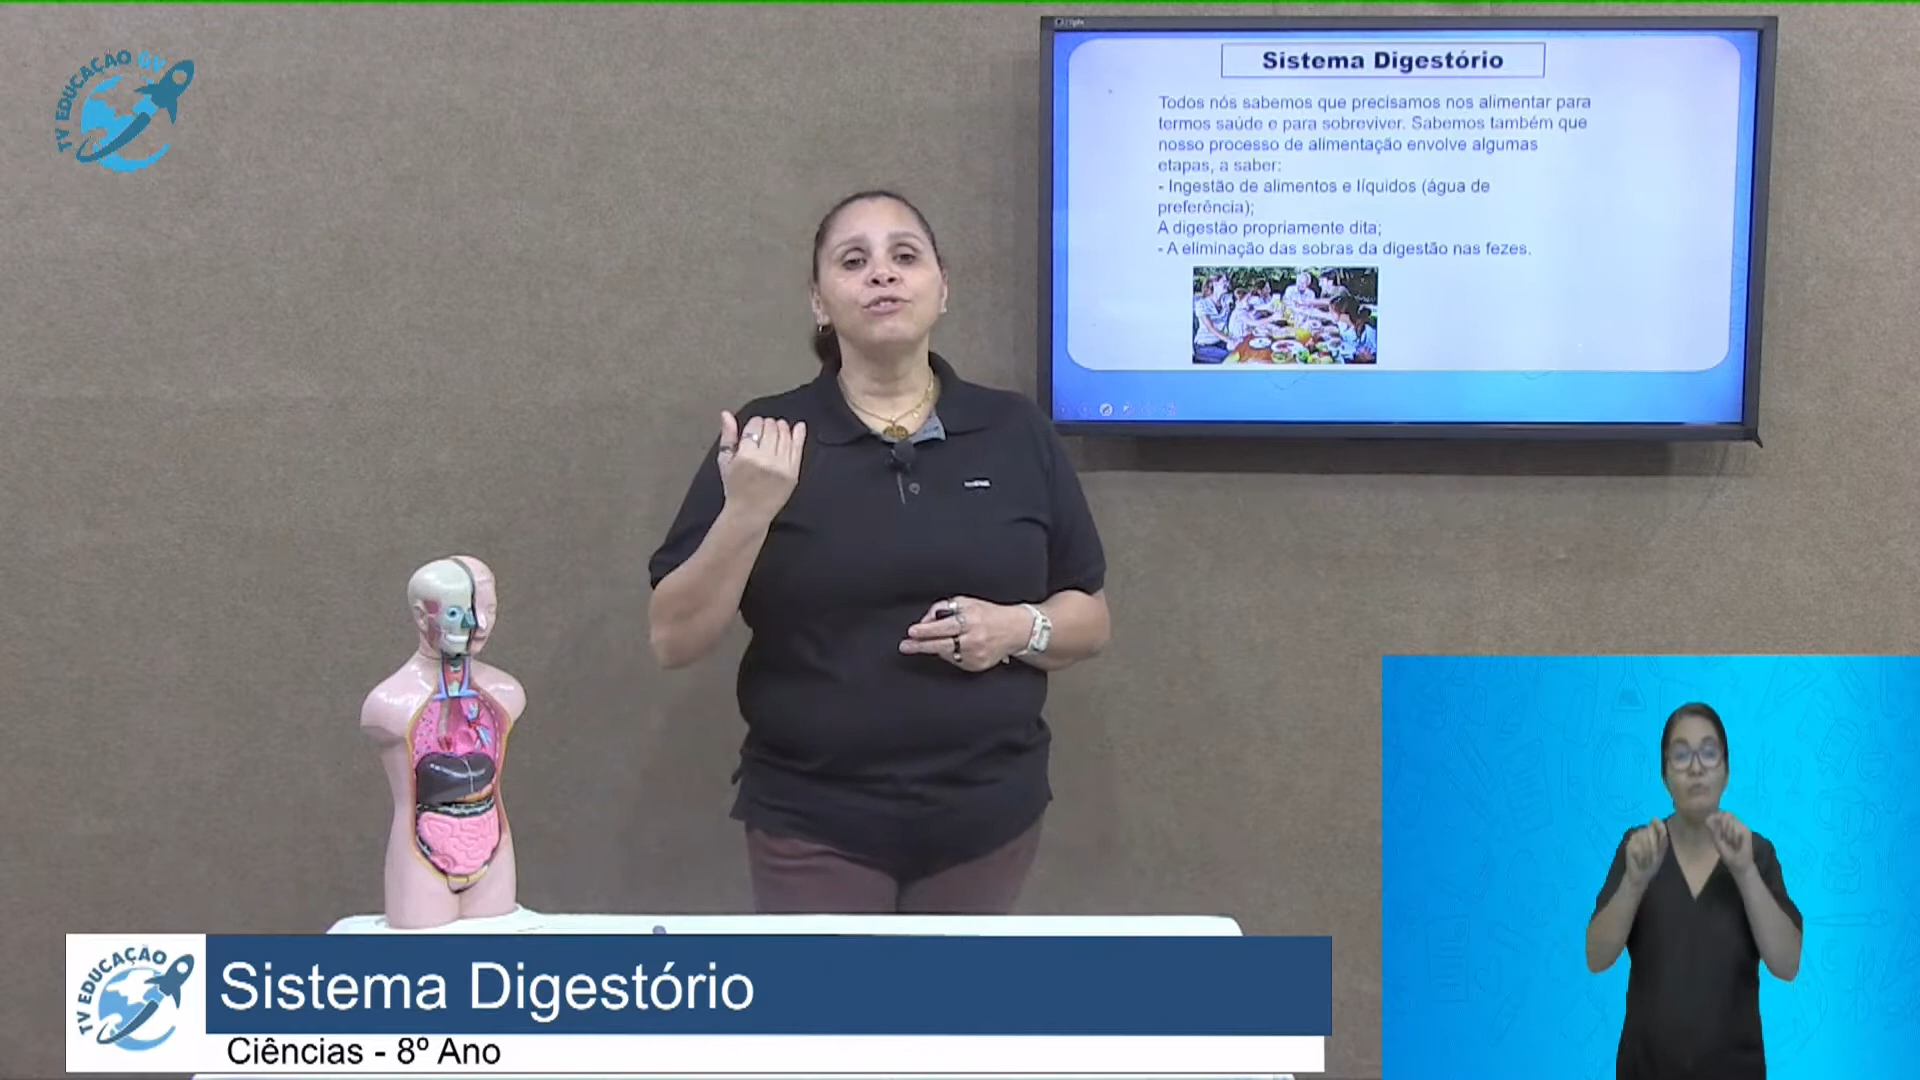 TV EDUCAÇÃO GV
Sistema Digestório
Todos nós sabemos que precisamos nos alimentar para
termos saúde e para sobreviver. Sabemos também que
nosso processo de alimentação envolve algumas
etapas, a saber:
- Ingestão de alimentos e líquidos (água de
preferência);
A digestão propriamente dita;
- A eliminação das sobras da digestão nas fezes.
TV EDUCAÇÃO
Sistema Digestório
Ciências - 8º Ano